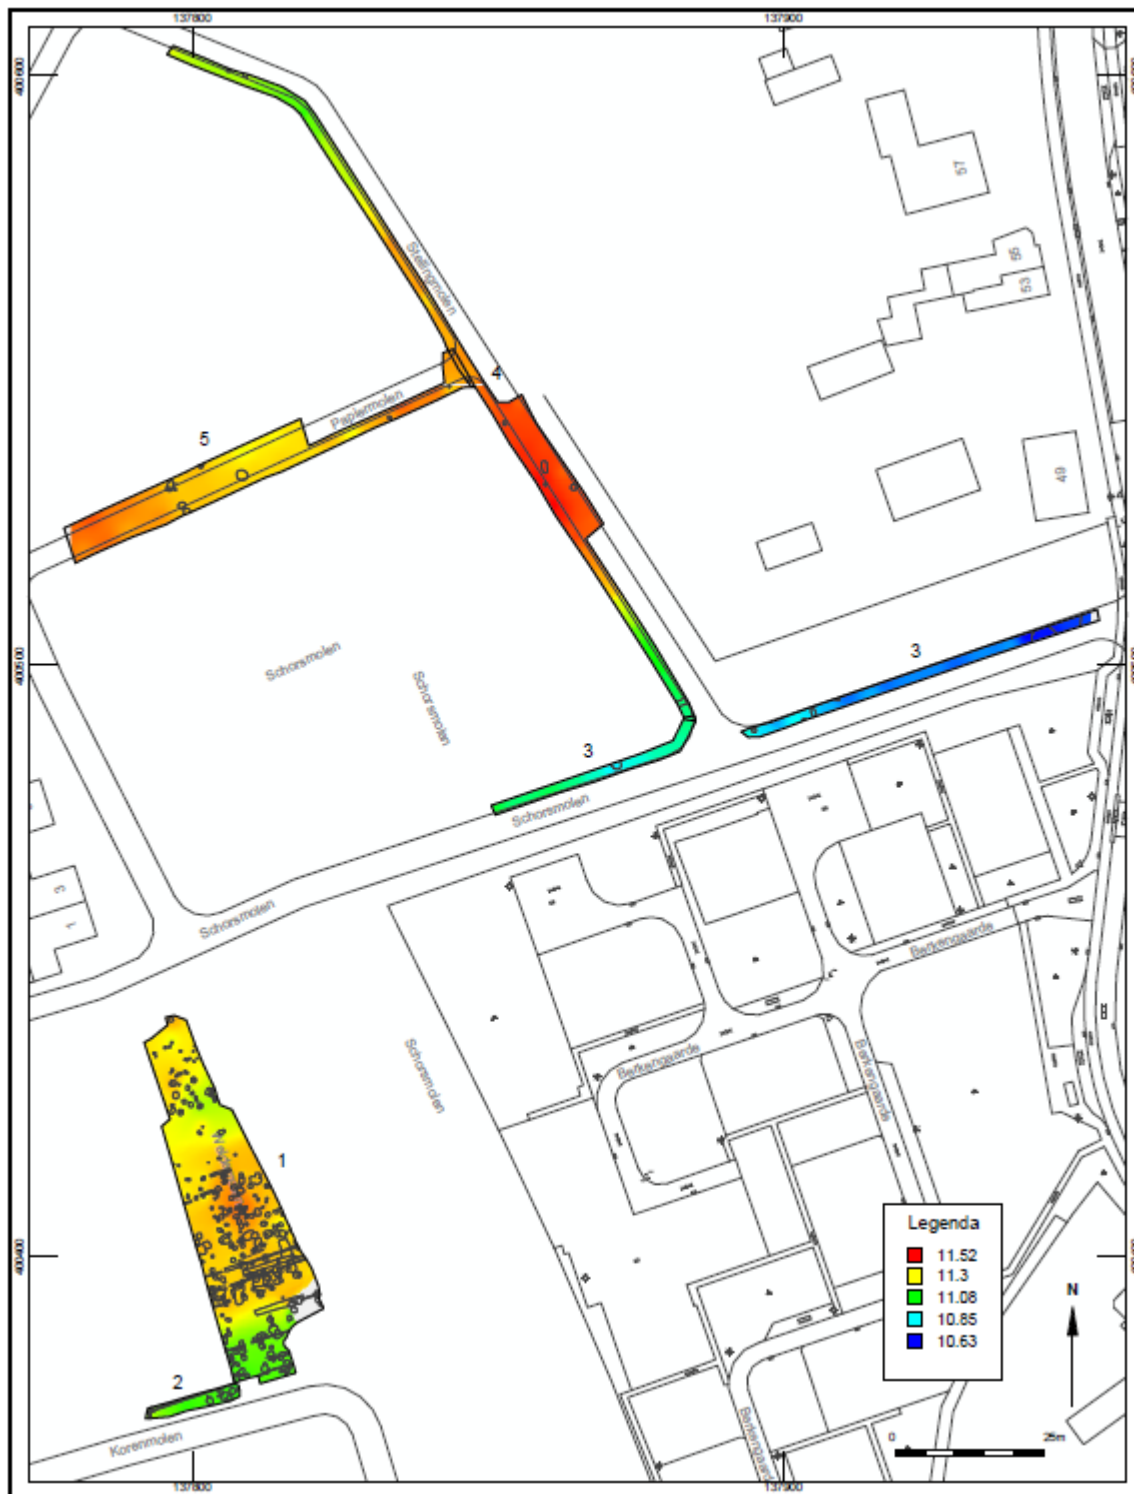 137800
137900
400600
57
55
53
Stellingmolen
4
Papiermolen
5
49
400500
Schorsmolen
Schorsmolen
3
3
Schorsmolen
3
1
Schorsmolen
Berkengaarde
Schorsmolen
Berkengaarde
Berkengaarde
1
400400
Legenda
11.52
11.3
11.08
10.85
10.63
N
2
Korenmolen
Berkengaarde
0
25m
137800
137900